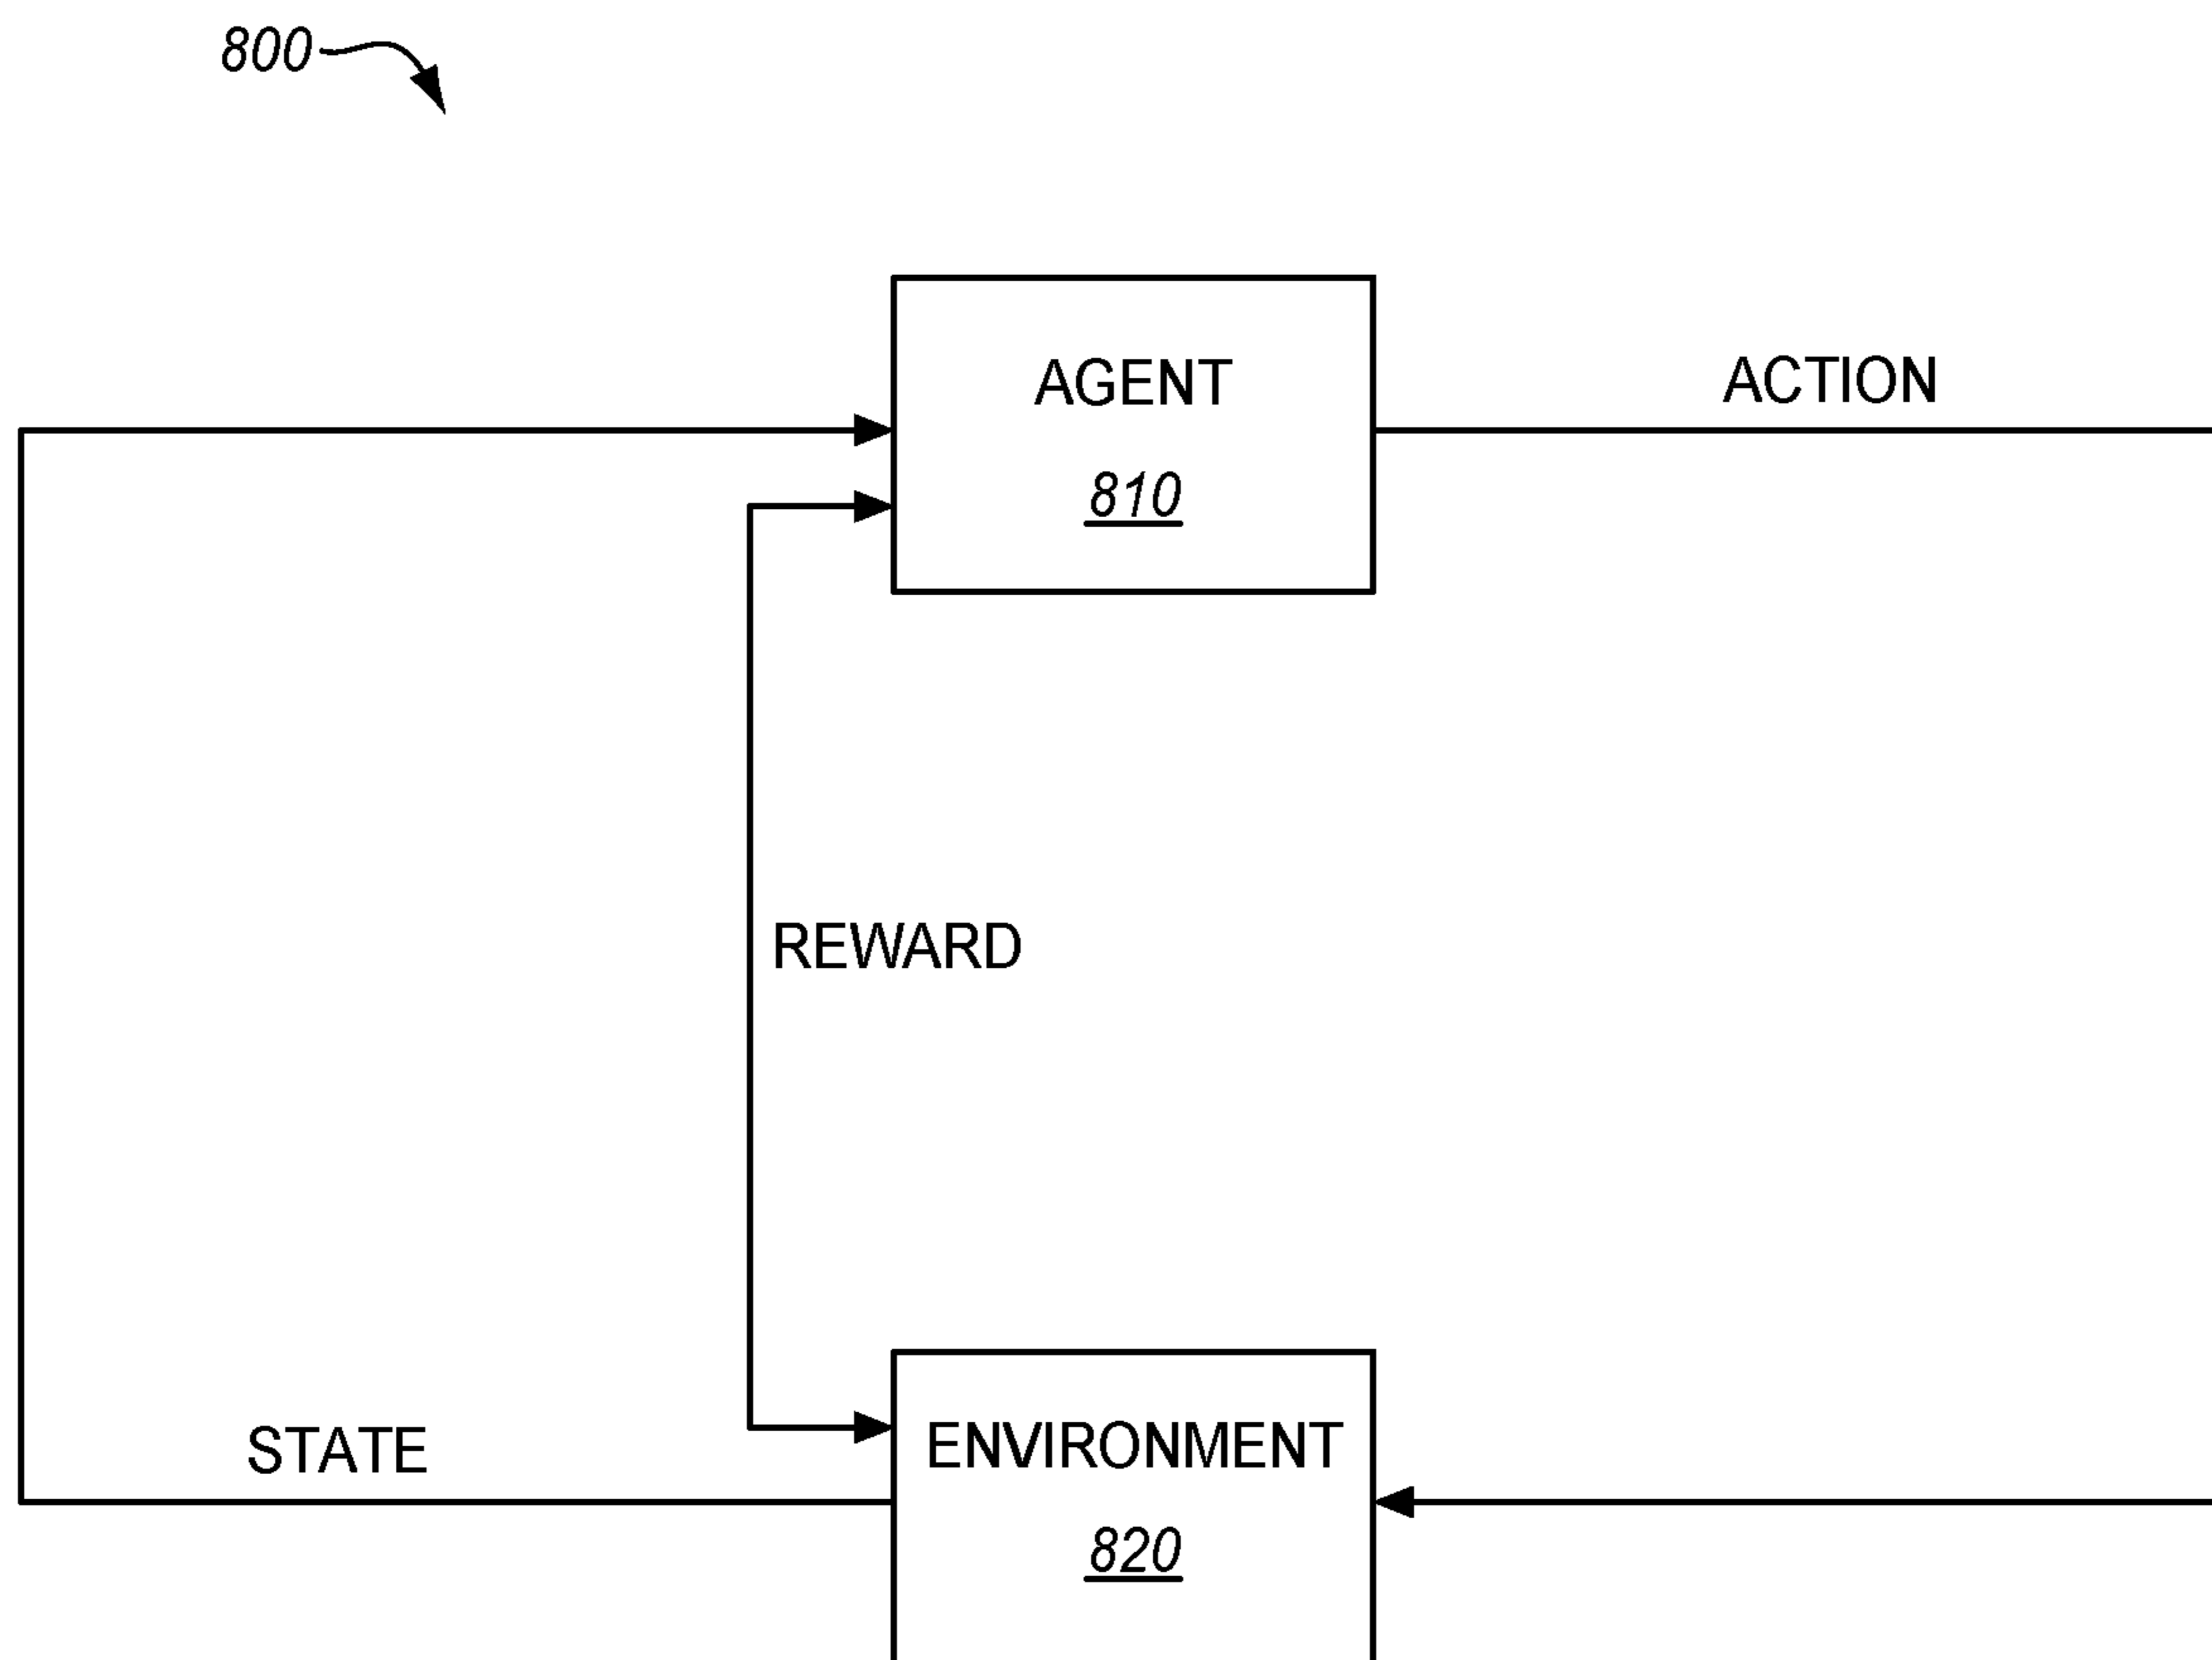 800
AGENT
ACTION
810
REWARD
STATE
ENVIRONMENT
820